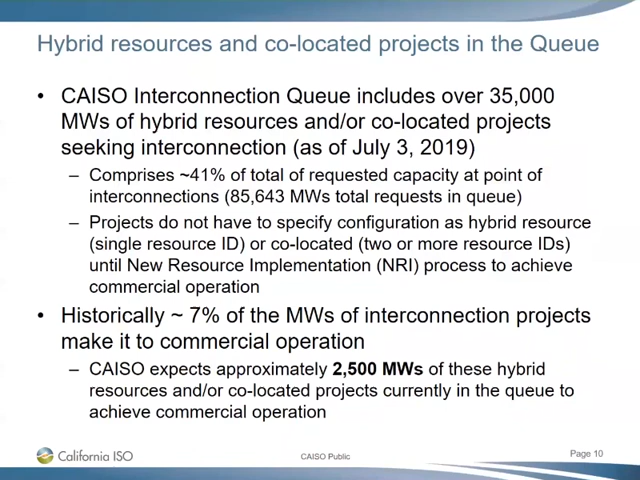 Hybrid resources and co-located projects in the Queue
• CAISO Interconnection Queue includes over 35,000
MWs of hybrid resources and/or co-located projects
seeking interconnection (as of July 3, 2019)
– Comprises ~41% of total of requested capacity at point of
interconnections (85,643 MWs total requests in queue)
– Projects do not have to specify configuration as hybrid resource
(single resource ID) or co-located (two or more resource IDs)
until New Resource Implementation (NRI) process to achieve
commercial operation
• Historically ~ 7% of the MWs of interconnection projects
make it to commercial operation
– CAISO expects approximately 2,500 MWs of these hybrid
resources and/or co-located projects currently in the queue to
achieve commercial operation
California ISO
CAISO Public
Page 10